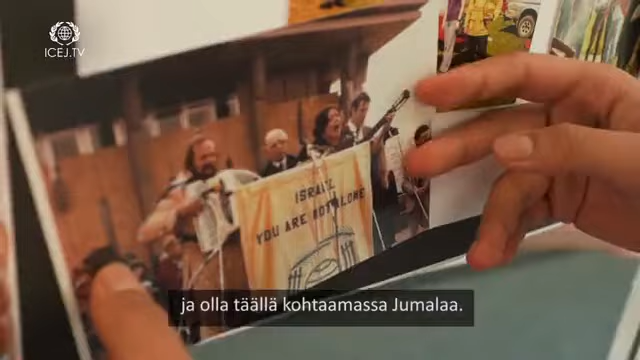 ICEJ.TV
ISRAEL
YOU ARE NOT ALONE
ja olla täällä kohtaamassa Jumalaa.